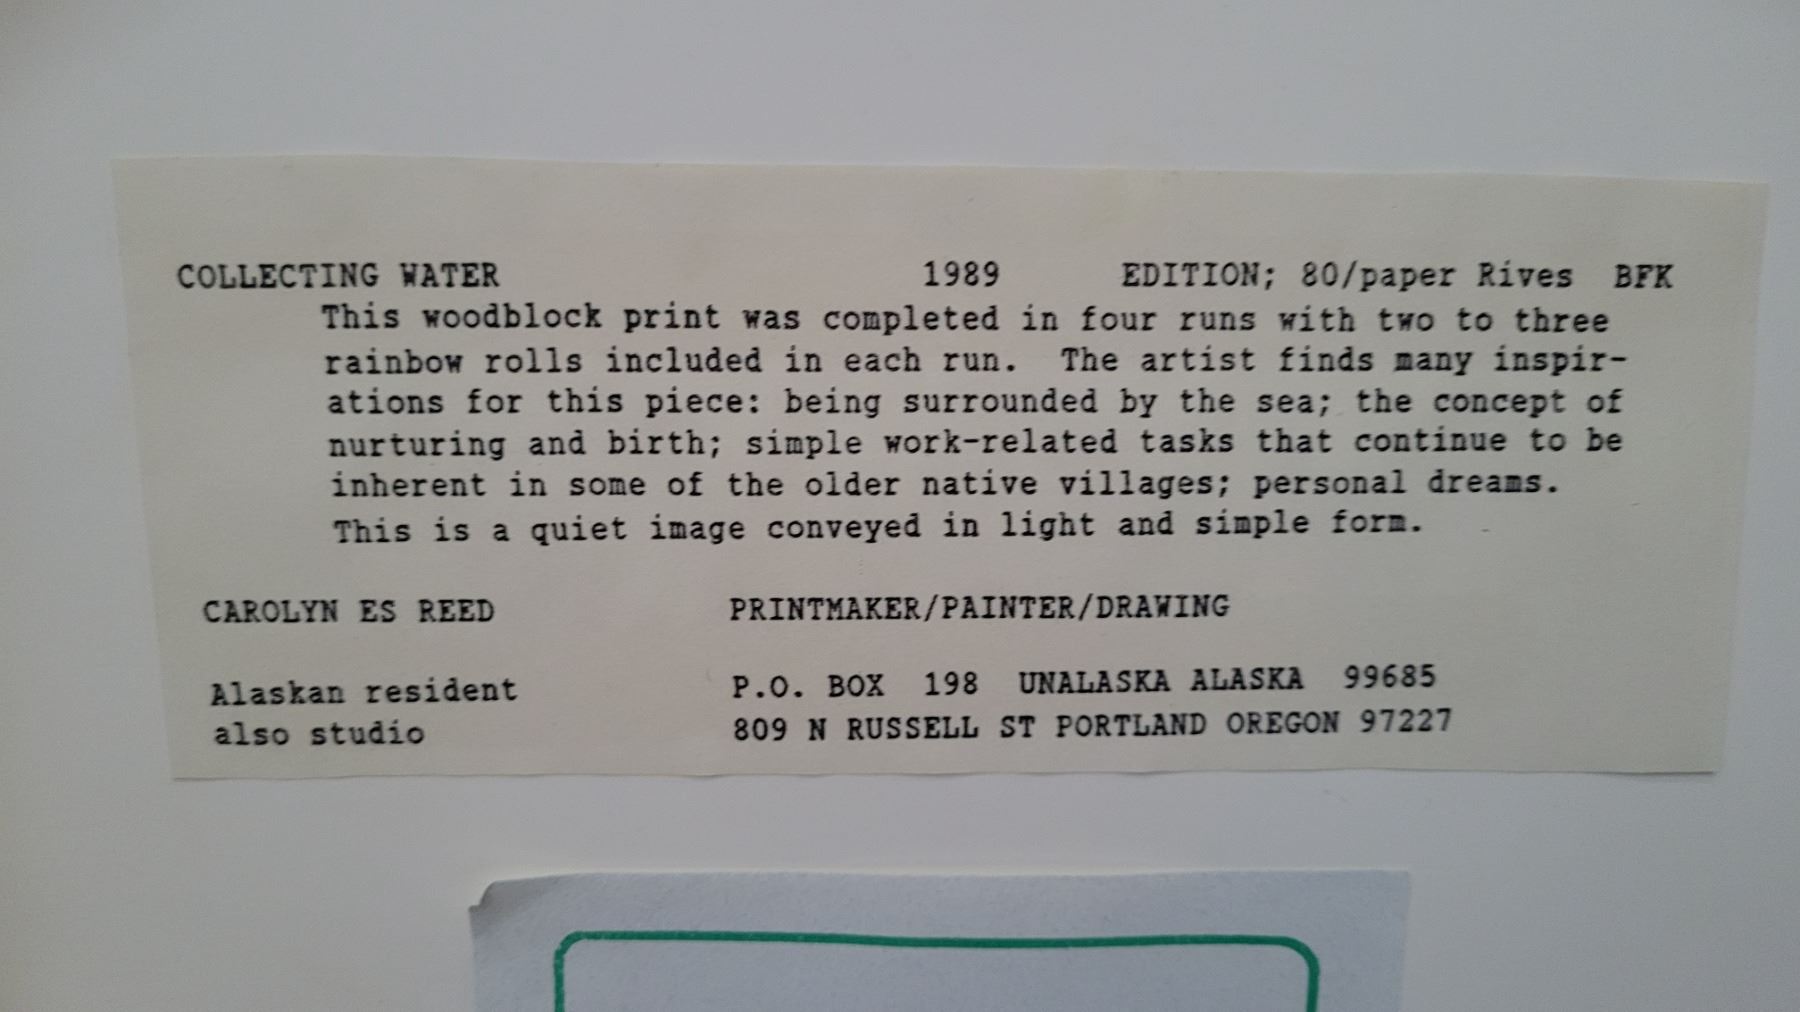 COLLECTING WATER 1989 EDITION; 80/paper Rives BFK
This woodblock print was completed in four runs with two to three
rainbow rolls included in each run. The artist finds many inspir-
ations for this piece: being surrounded by the sea; the concept of
nurturing and birth; simple work-related tasks that continue to be
inherent in some of the older native villages; personal dreams.
This is a quiet image conveyed in light and simple form.
CAROLYN ES REED PRINTMAKER/PAINTER/DRAWING
Alaskan resident P.O. BOX 198 UNALASKA ALASKA 99685
also studio 809 N RUSSELL ST PORTLAND OREGON 97227